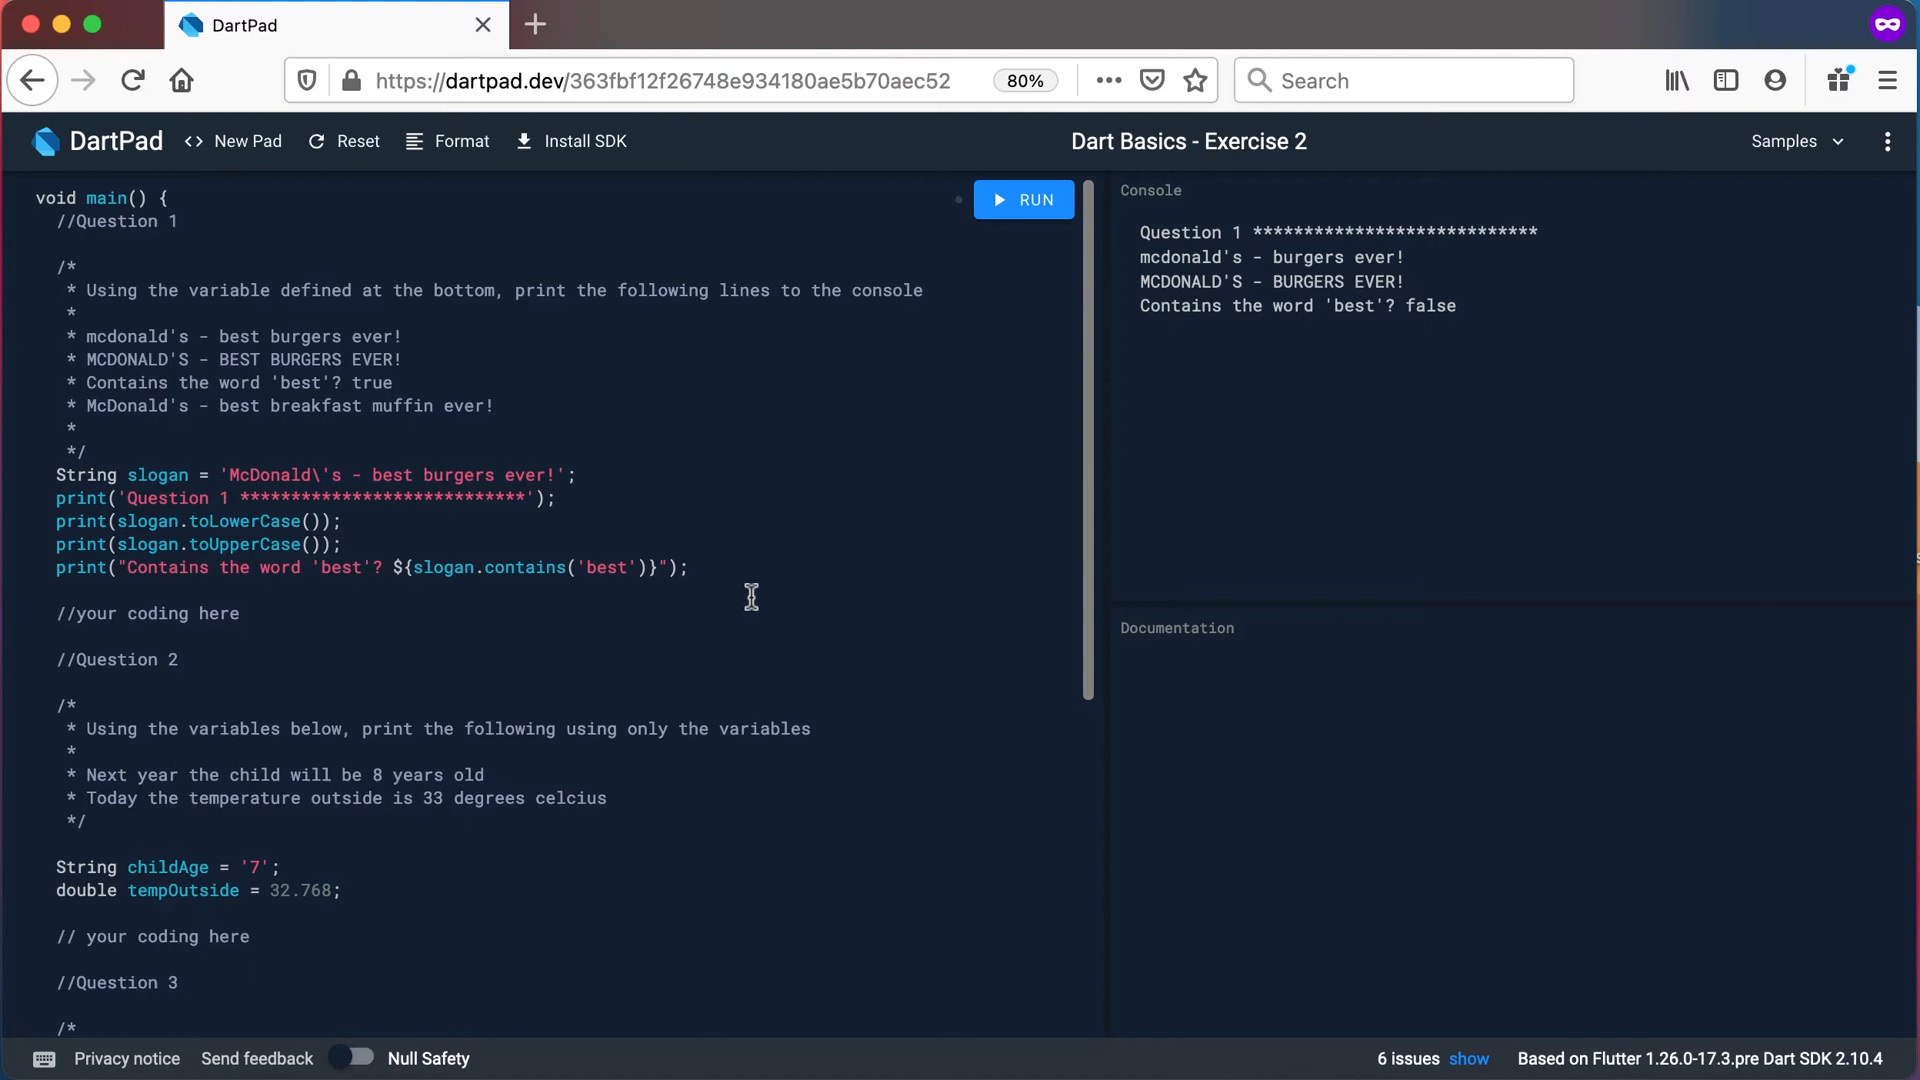 DartPad
https://dartpad.dev/363fbf12f26748e934180ae5b70aec52
80%
Search
DartPad
<> New Pad
Reset
Format
Install SDK
Dart Basics - Exercise 2
Samples
void main() {
//Question 1
/*
* Using the variable defined at the bottom, print the following lines to the console
*
* mcdonald's - best burgers ever!
* MCDONALD'S - BEST BURGERS EVER!
* Contains the word 'best'? true
* McDonald's - best breakfast muffin ever!
*
*/
String slogan = 'McDonald\'s - best burgers ever!';
print('Question 1 ****************************');
print(slogan.toLowerCase());
print(slogan.toUpperCase());
print("Contains the word 'best'? ${slogan.contains('best')}");
//your coding here
//Question 2
/*
* Using the variables below, print the following using only the variables
*
* Next year the child will be 8 years old
* Today the temperature outside is 33 degrees celcius
*/
String childAge = '7';
double tempOutside = 32.768;
// your coding here
//Question 3
/*
RUN
Console
Question 1 ****************************
mcdonald's - burgers ever!
MCDONALD'S - BURGERS EVER!
Contains the word 'best'? false
Documentation
Privacy notice
Send feedback
Null Safety
6 issues show
Based on Flutter 1.26.0-17.3.pre Dart SDK 2.10.4